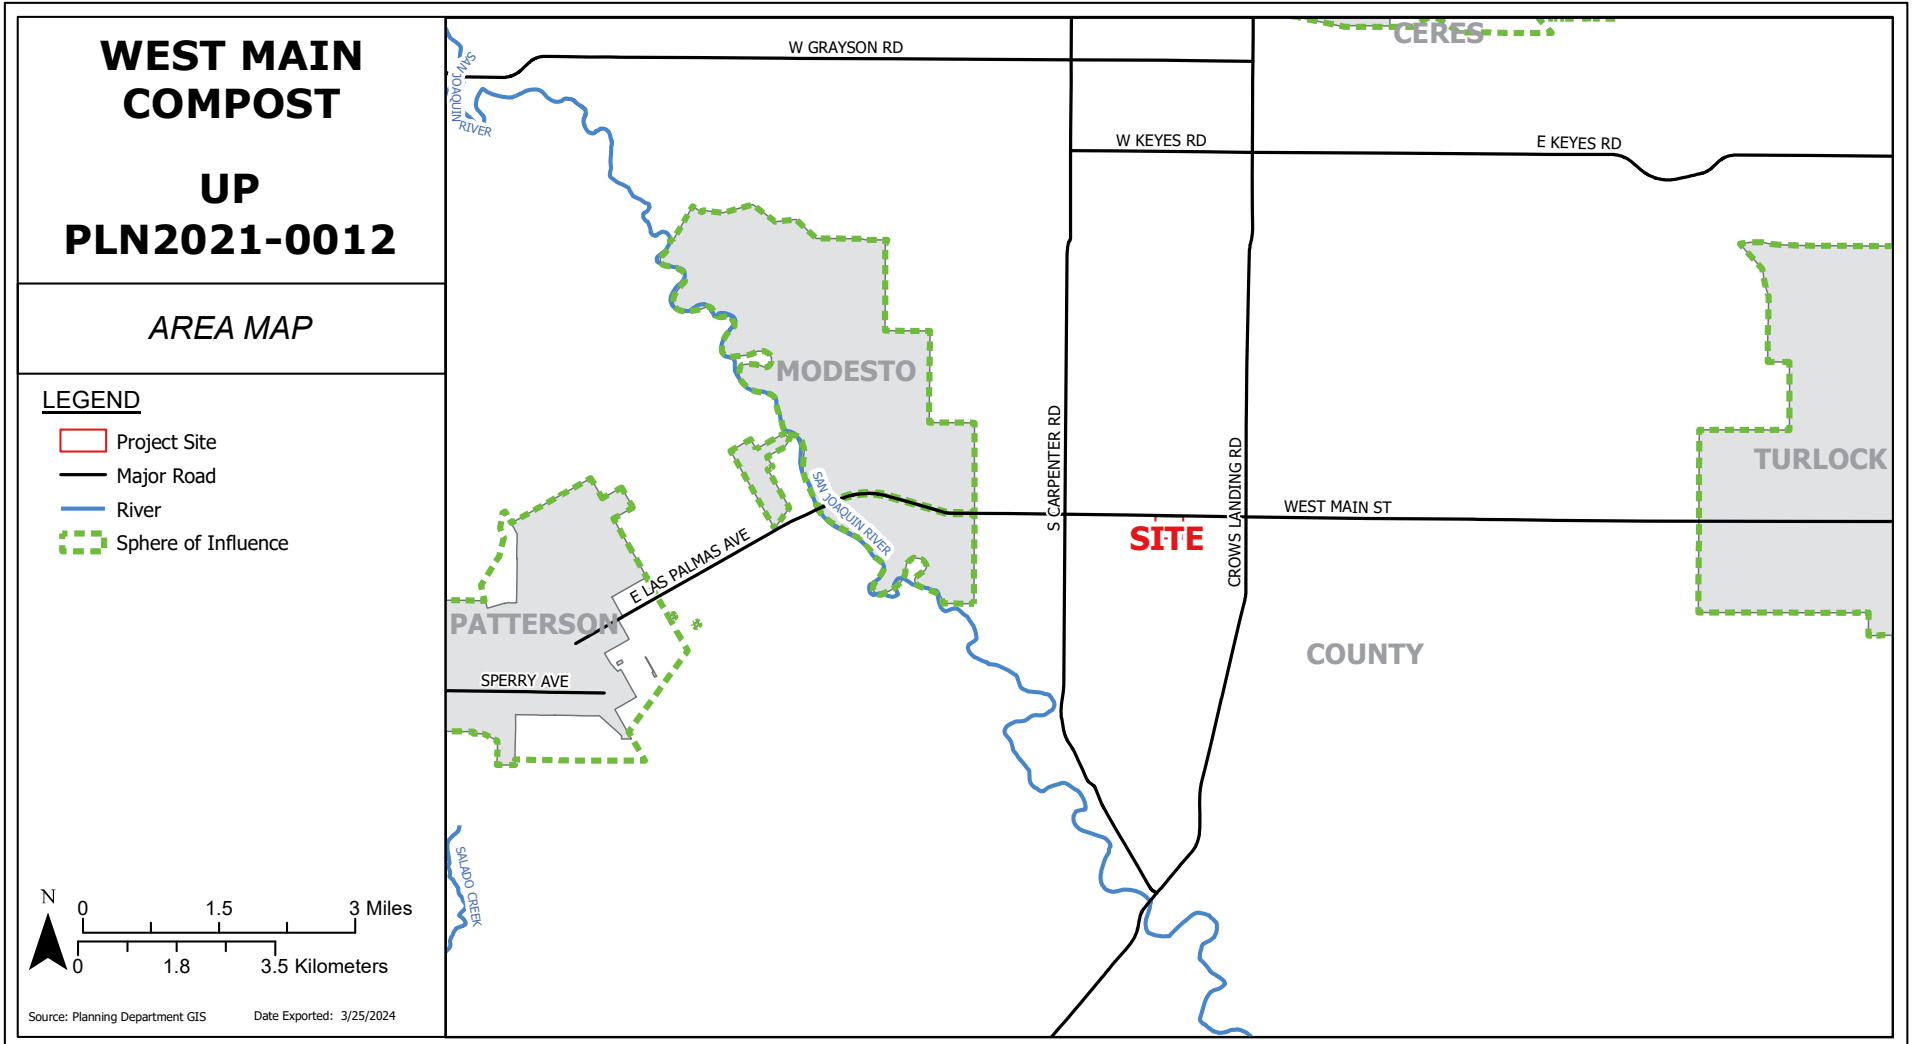 WEST MAIN
COMPOST
UP
PLN2021-0012
AREA MAP
LEGEND
Project Site
Major Road
River
Sphere of Influence
N
0 1.5 3 Miles
0 1.8 3.5 Kilometers
Source: Planning Department GIS Date Exported: 3/25/2024
CERES
W GRAYSON RD
SAN JOAQUIN
RIVER
W KEYES RD
E KEYES RD
MODESTO
S CARPENTER RD
CROWS LANDING RD
TURLOCK
SAN JOAQUIN RIVER
WEST MAIN ST
SITE
E LAS PALMAS AVE
PATTERSON
COUNTY
SPERRY AVE
SALADO CREEK